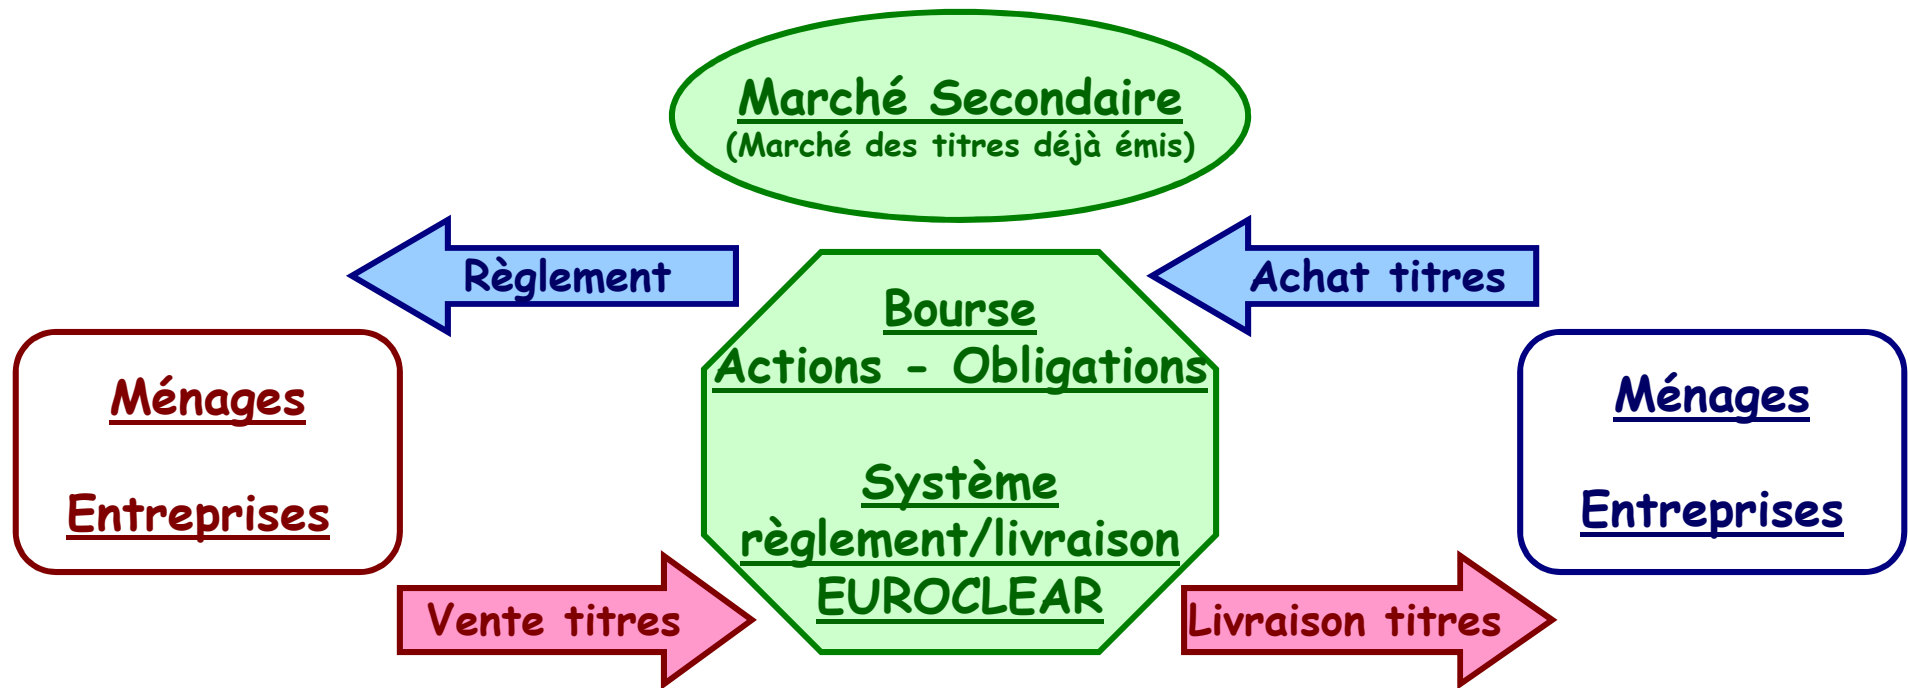 Marché Secondaire
(Marché des titres déjà émis)
Règlement
Achat titres
Bourse
Actions - Obligations
Système
règlement/livraison
EUROCLEAR
Ménages
Entreprises
Ménages
Entreprises
Vente titres
Livraison titres